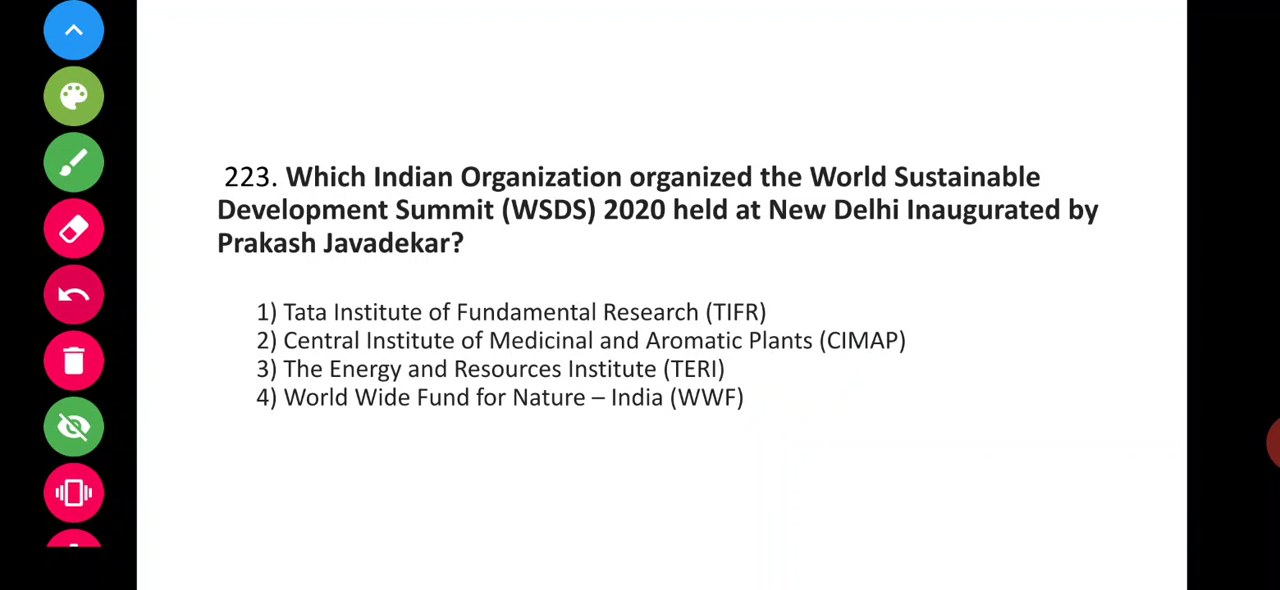 223. Which Indian Organization organized the World Sustainable
Development Summit (WSDS) 2020 held at New Delhi Inaugurated by
Prakash Javadekar?
1) Tata Institute of Fundamental Research (TIFR)
2) Central Institute of Medicinal and Aromatic Plants (CIMAP)
3) The Energy and Resources Institute (TERI)
4) World Wide Fund for Nature – India (WWF)